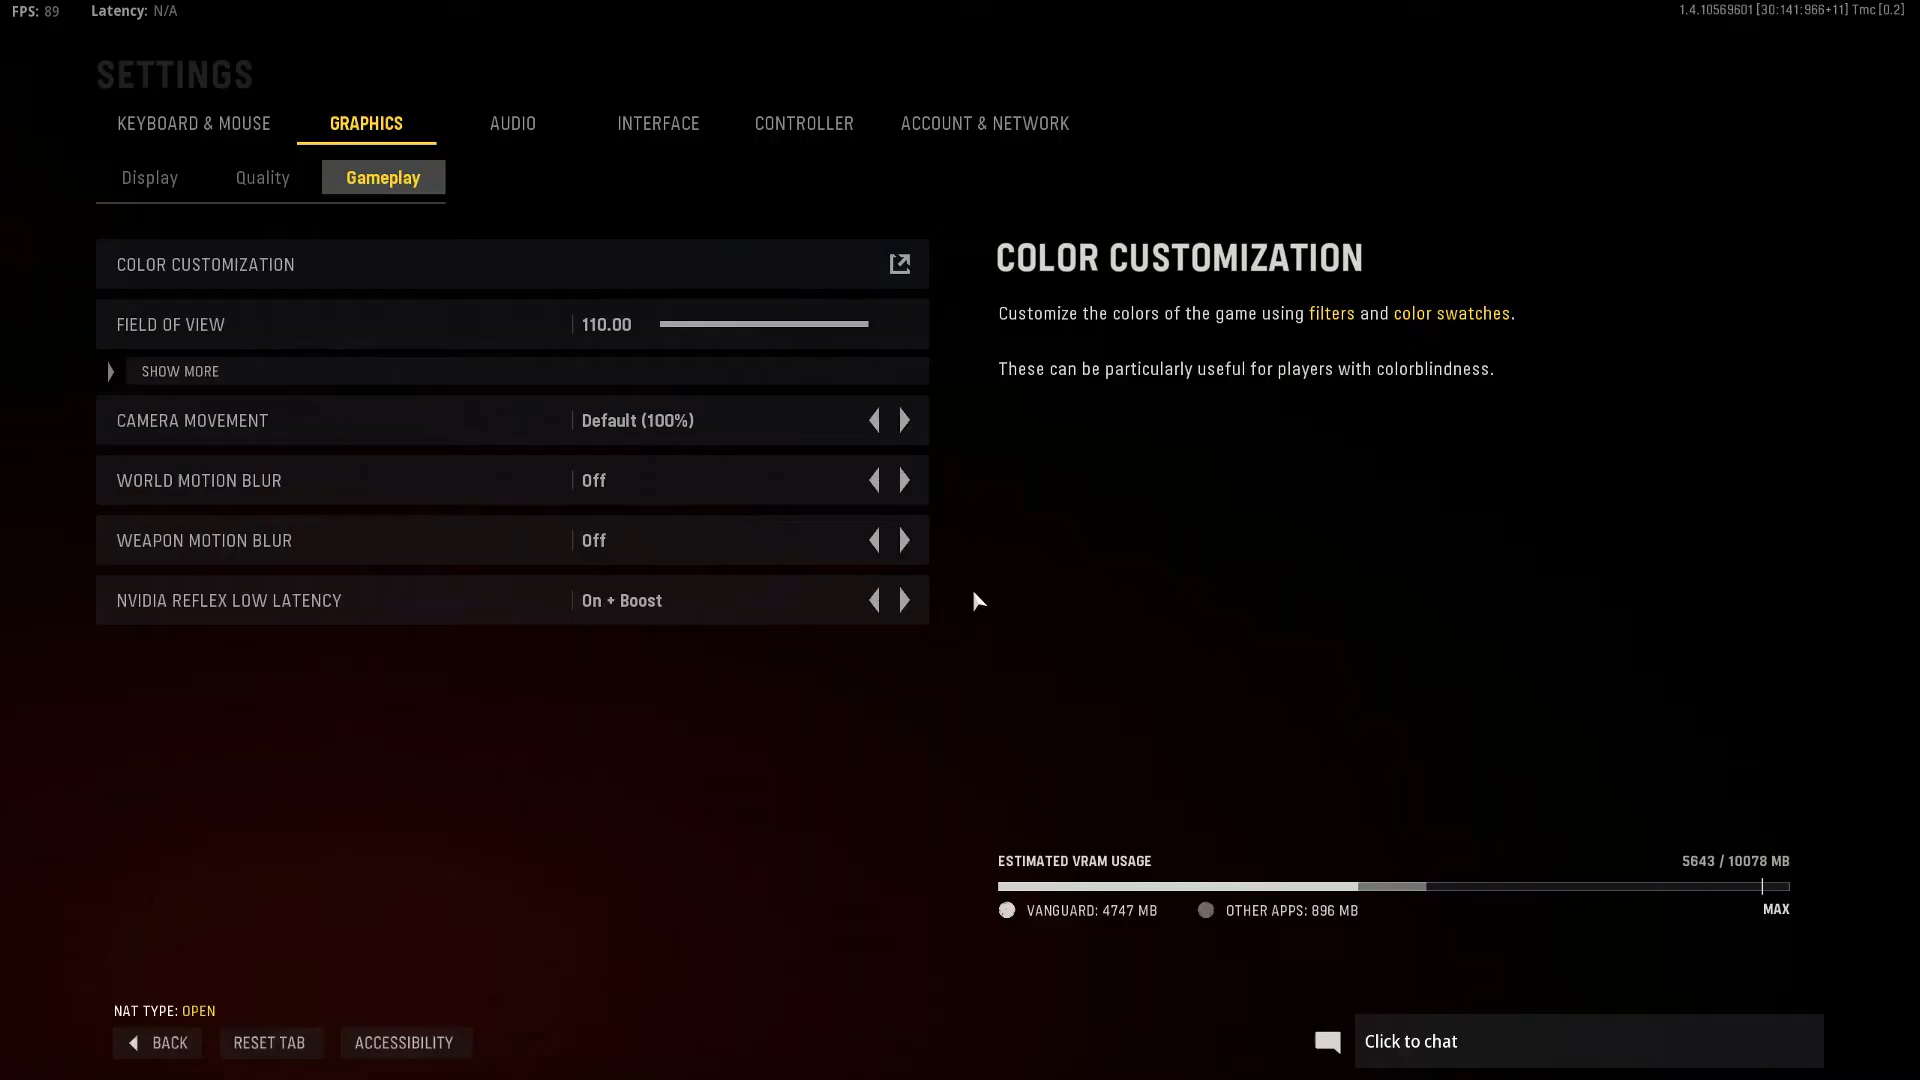 FPS: 89 Latency: N/A
1.4.10569601 [30:141:966+11] Tmc [0.2]
SETTINGS
KEYBOARD & MOUSE GRAPHICS AUDIO INTERFACE CONTROLLER ACCOUNT & NETWORK
Display Quality Gameplay
COLOR CUSTOMIZATION
FIELD OF VIEW 110.00
SHOW MORE
CAMERA MOVEMENT Default (100%)
WORLD MOTION BLUR Off
WEAPON MOTION BLUR Off
NVIDIA REFLEX LOW LATENCY On + Boost
COLOR CUSTOMIZATION
Customize the colors of the game using filters and color swatches.
These can be particularly useful for players with colorblindness.
ESTIMATED VRAM USAGE 5643 / 10078 MB
VANGUARD: 4747 MB OTHER APPS: 896 MB MAX
NAT TYPE: OPEN
BACK RESET TAB ACCESSIBILITY
Click to chat